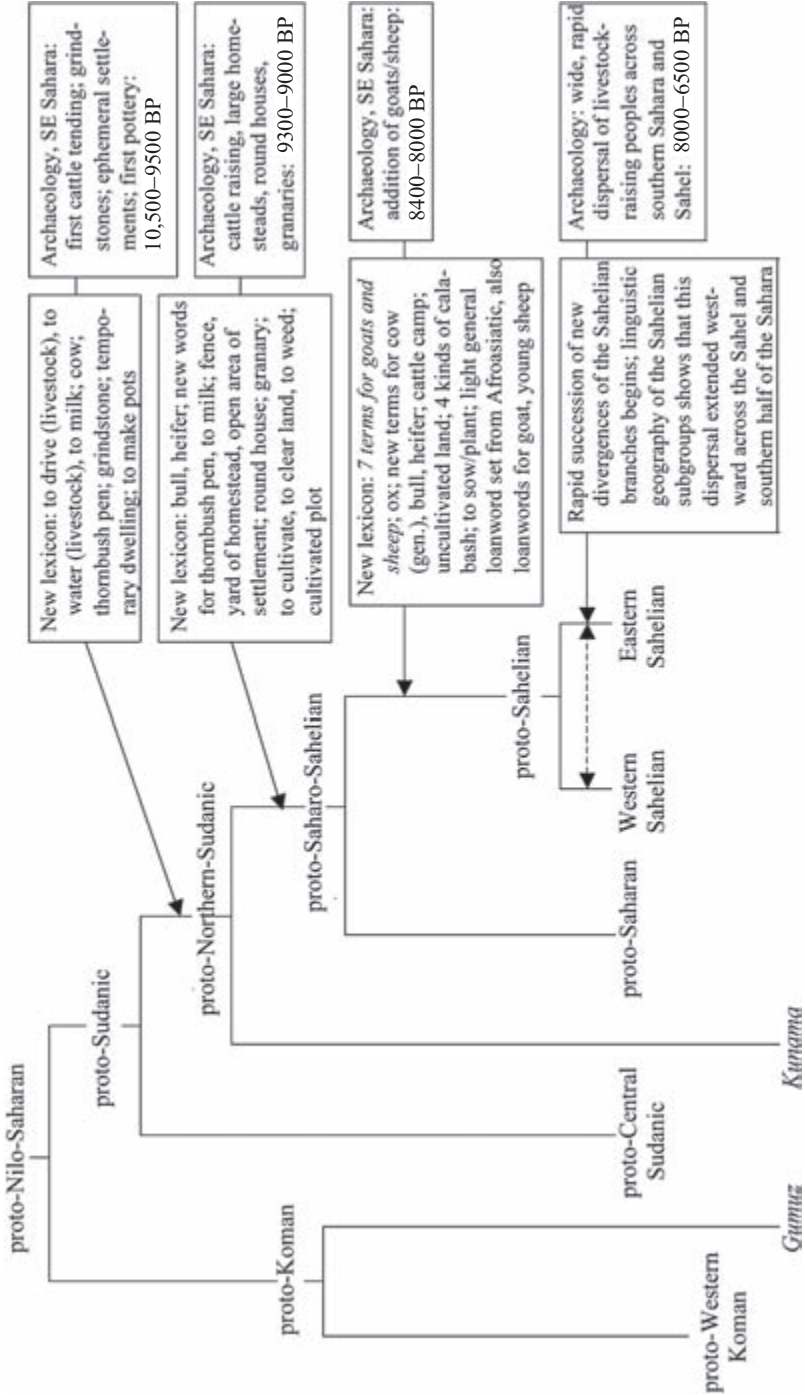 proto-Nilo-Saharan
proto-Koman
proto-Western
Koman
Gumuz
proto-Sudanic
proto-Central
Sudanic
proto-Northern-Sudanic
Kunama
proto-Saharo-Sahelian
proto-Saharan
proto-Sahelian
Western
Sahelian
Eastern
Sahelian
New lexicon: to drive (livestock), to
water (livestock), to milk; cow;
thornbush pen; grindstone; tempo-
rary dwelling; to make pots
Archaeology, SE Sahara:
first cattle tending; grind-
stones; ephemeral settle-
ments; first pottery:
10,500–9500 BP
New lexicon: bull, heifer; new words
for thornbush pen, to milk; fence,
yard of homestead, open area of
settlement; round house; granary;
to cultivate, to clear land, to weed;
cultivated plot
Archaeology, SE Sahara:
cattle raising, large home-
steads, round houses,
granaries: 9300–9000 BP
New lexicon: 7 terms for goats and
sheep; ox; new terms for cow
(gen.), bull, heifer; cattle camp;
uncultivated land; 4 kinds of cala-
bash; to sow/plant; light general
loanword set from Afroasiatic, also
loanwords for goat, young sheep
Archaeology, SE Sahara:
addition of goats/sheep:
8400–8000 BP
Rapid succession of new
divergences of the Sahelian
branches begins; linguistic
geography of the Sahelian
subgroups shows that this
dispersal extended west-
ward across the Sahel and
southern half of the Sahara
Archaeology: wide, rapid
dispersal of livestock-
raising peoples across
southern Sahara and
Sahel: 8000–6500 BP